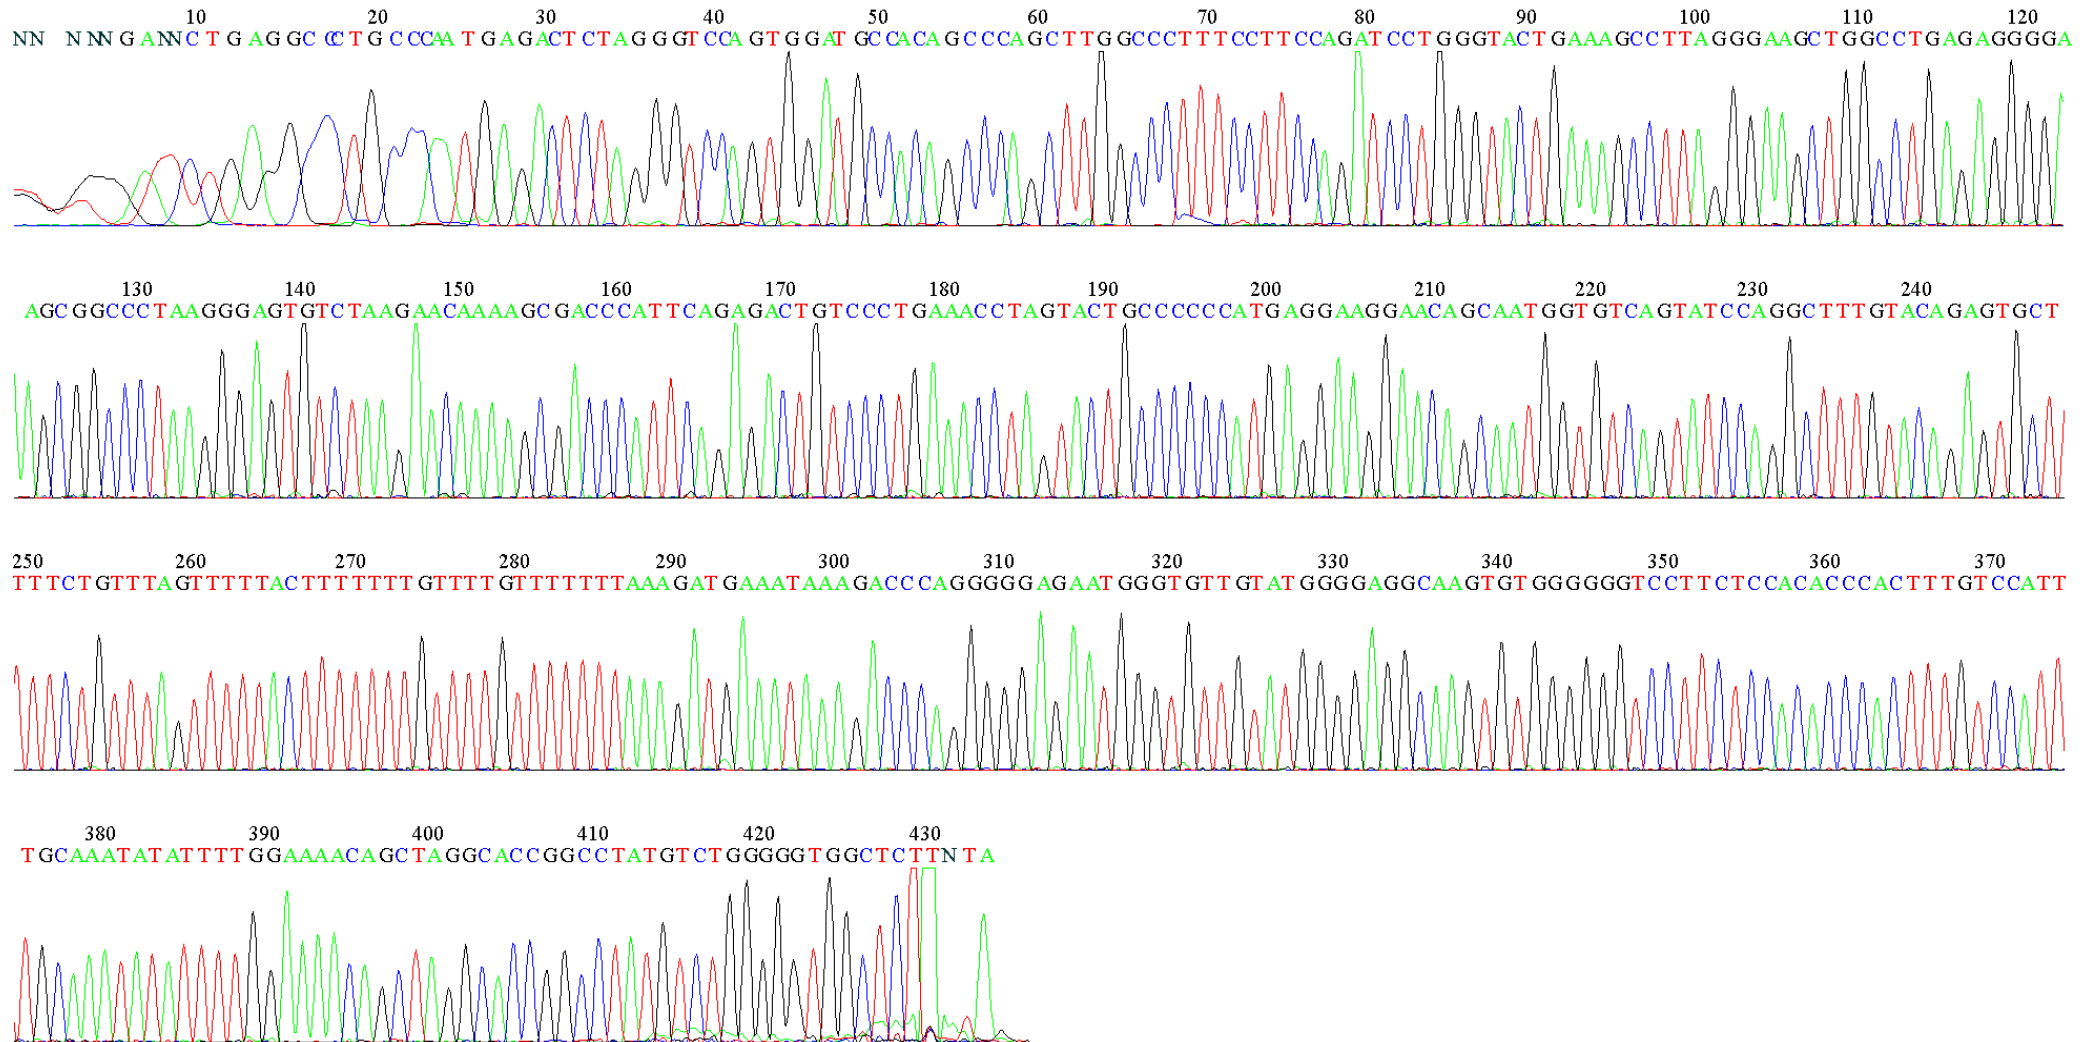 10 20 30 40 50 60 70 80 90 100 110 120
NN NNNGANNCTGAGGCCCTGCCCAATGAGACTCTAGGGTCCAGTGGATGCCACAGCCCAGCTTGGCCCTTTCCTTCCAGATCCTGGGTACTGAAAGCCTTAGGGAAGCTGGCCTGAGAGGGGA
130 140 150 160 170 180 190 200 210 220 230 240
AGCGGCCCTAAGGGAGTGTCTAAGAACAAAAGCGACCCATTCAGAGACTGTCCCTGAAACCTAGTACTGCCCCCCATGAGGAAGGAACAGCAATGGTGTCAGTATCCAGGCTTTGTACAGAGTGCT
250 260 270 280 290 300 310 320 330 340 350 360 370
TTTCTGTTTAGTTTTTACTTTTTTTGTTTTGTTTTTTTAAAGATGAAATAAAGACCCAGGGGGAGAATGGGTGTTGTATGGGGAGGCAAGTGTGGGGGGTCCTTCTCCACACCCACTTTGTCCATT
380 390 400 410 420 430
TGCAAATATATTTTGGAAAACAGCTAGGCACCGGCCTATGTCTGGGGGTGGCTCTTNTA